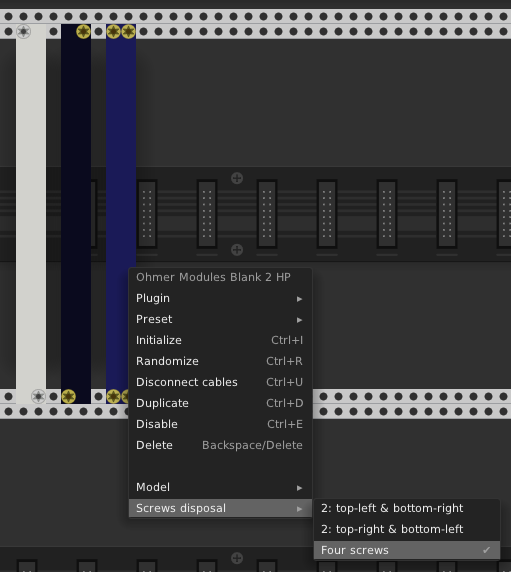 Ohmer Modules Blank 2 HP
Plugin ▸
Preset ▸
Initialize Ctrl+I
Randomize Ctrl+R
Disconnect cables Ctrl+U
Duplicate Ctrl+D
Disable Ctrl+E
Delete Backspace/Delete
Model ▸
Screws disposal ▸
2: top-left & bottom-right
2: top-right & bottom-left
Four screws ✔